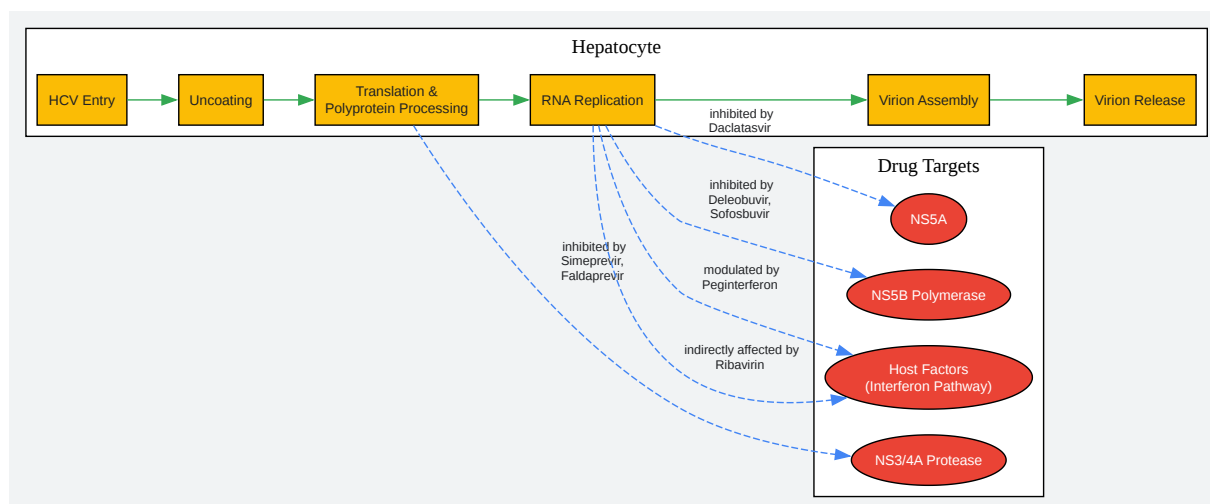 Hepatocyte
HCV Entry
Uncoating
Translation &
Polyprotein Processing
RNA Replication
Virion Assembly
Virion Release
inhibited by
Daclatasvir
Drug Targets
inhibited by
Deleobuvir,
Sofosbuvir
NS5A
inhibited by
Simeprevir,
Faldaprevir
modulated by
Peginterferon
NS5B Polymerase
indirectly affected by
Ribavirin
Host Factors
(Interferon Pathway)
NS3/4A Protease